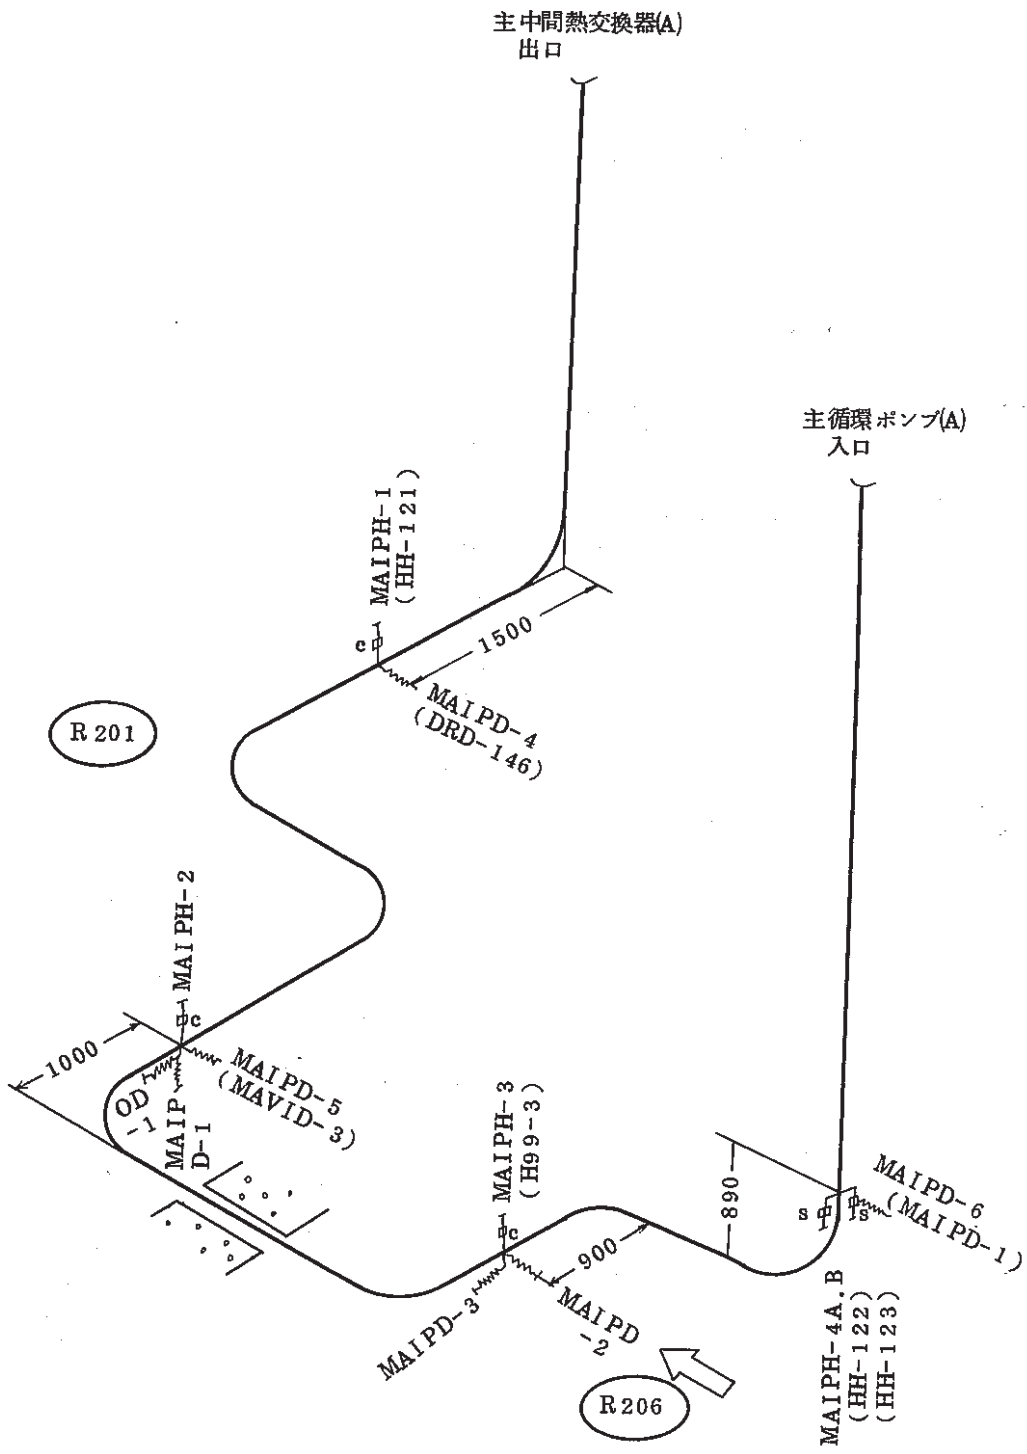 主中間熱交換器(A)
出口
主循環ポンプ(A)
入口
MAIPH-1
(HH-121)
1500
MAIPD-4
(DRD-146)
R 201
MAIPH-2
c
c
1000
OD
-1
MAIP
D-1
MAIPD-5
(MAVID-3)
MAIPH-3
(H99-3)
c
900
890
MAIPD-6
(MAIPD-1)
s
s
MAIPD-3
MAIPD
-2
MAIPH-4A,B
(HH-122)
(HH-123)
R 206